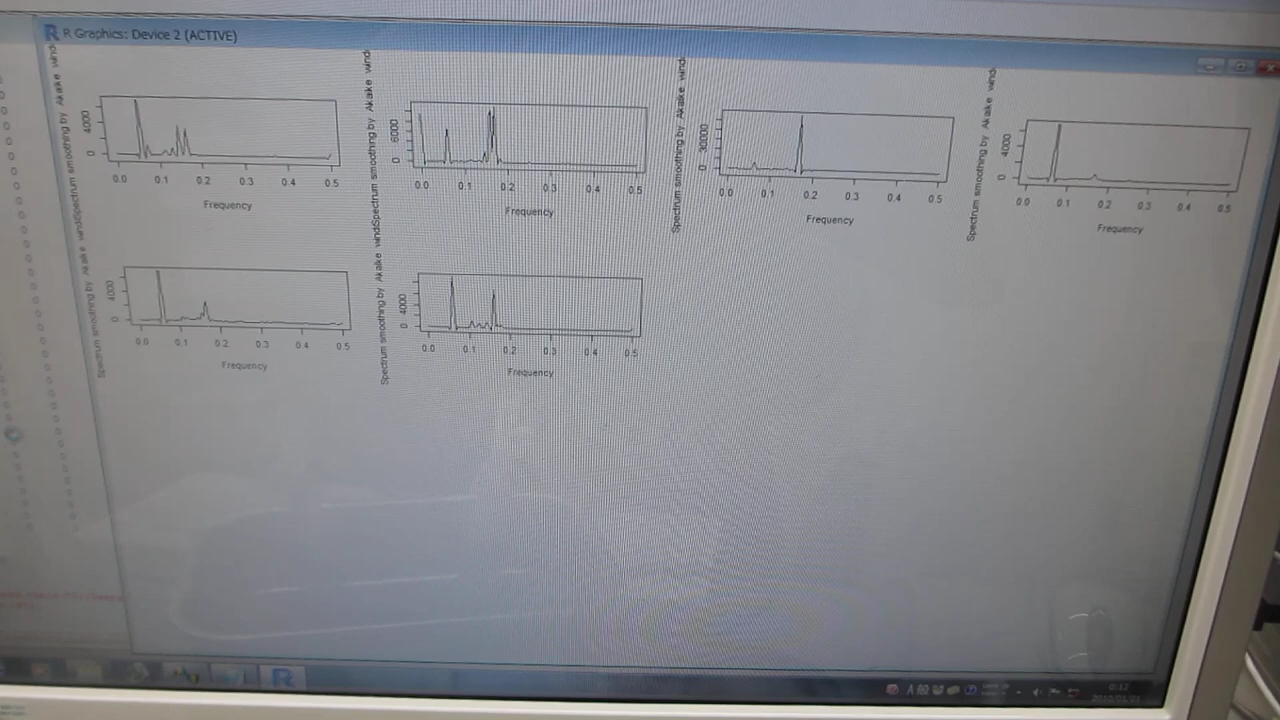 R Graphics: Device 2 (ACTIVE)
Spectrum smoothing by Akaike wind
4000
0
0.0 0.1 0.2 0.3 0.4 0.5
Frequency
Spectrum smoothing by Akaike wind
6000
0
0.0 0.1 0.2 0.3 0.4 0.5
Frequency
Spectrum smoothing by Akaike wind
30000
0
0.0 0.1 0.2 0.3 0.4 0.5
Frequency
Spectrum smoothing by Akaike wind
4000
0
0.0 0.1 0.2 0.3 0.4 0.5
Frequency
Spectrum smoothing by Akaike wind
4000
0
0.0 0.1 0.2 0.3 0.4 0.5
Frequency
Spectrum smoothing by Akaike wind
4000
0
0.0 0.1 0.2 0.3 0.4 0.5
Frequency
R
A 般
0:12
2010/01/01